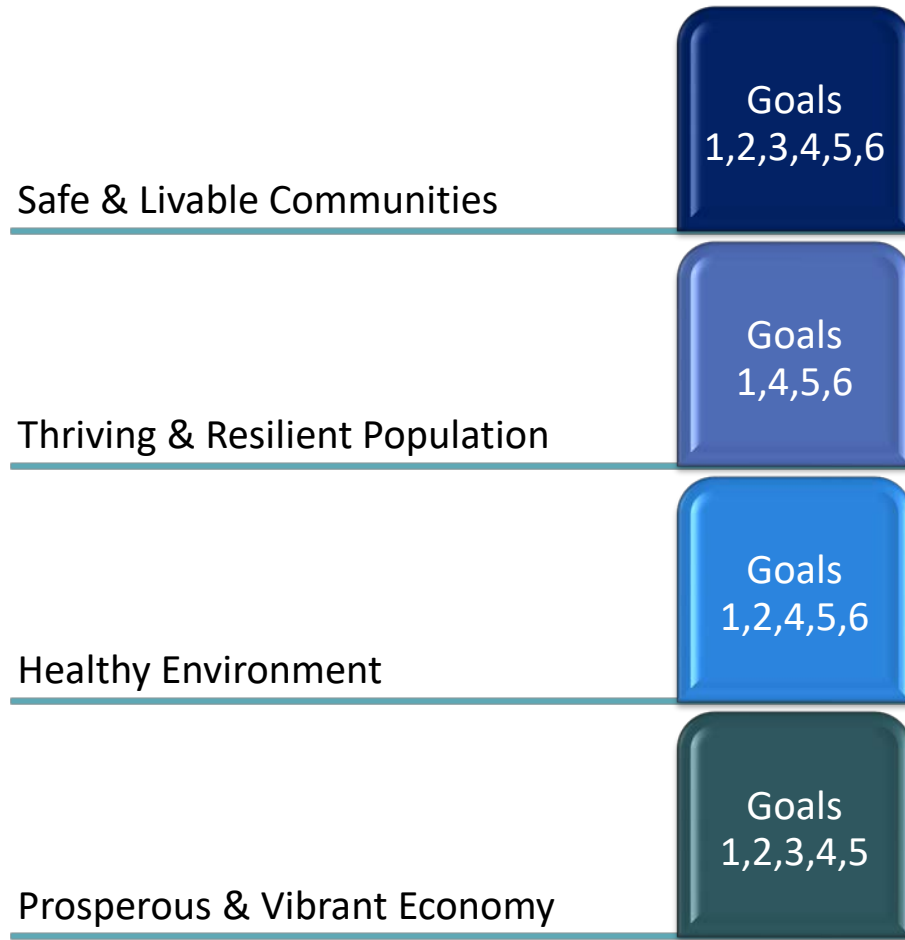 Goals
1,2,3,4,5,6
Safe & Livable Communities
Goals
1,4,5,6
Thriving & Resilient Population
Goals
1,2,4,5,6
Healthy Environment
Goals
1,2,3,4,5
Prosperous & Vibrant Economy